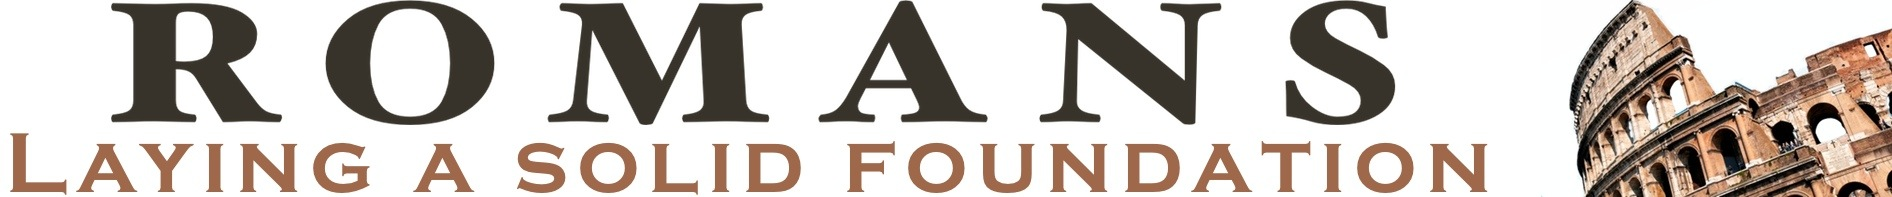 ROMANS
LAYING A SOLID FOUNDATION